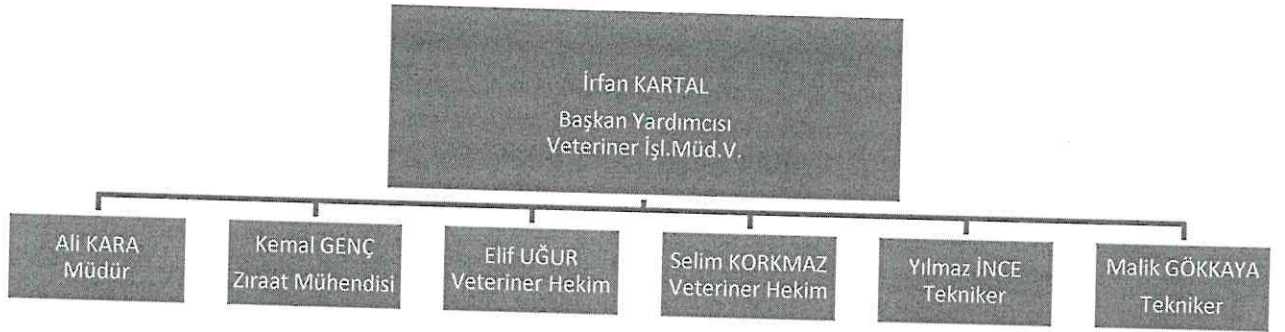 İrfan KARTAL
Başkan Yardımcısı
Veteriner İşl.Müd.V.
Ali KARA
Müdür
Kemal GENÇ
Zıraat Mühendisi
Elif UĞUR
Veteriner Hekim
Selim KORKMAZ
Veteriner Hekim
Yılmaz İNCE
Tekniker
Malik GÖKKAYA
Tekniker